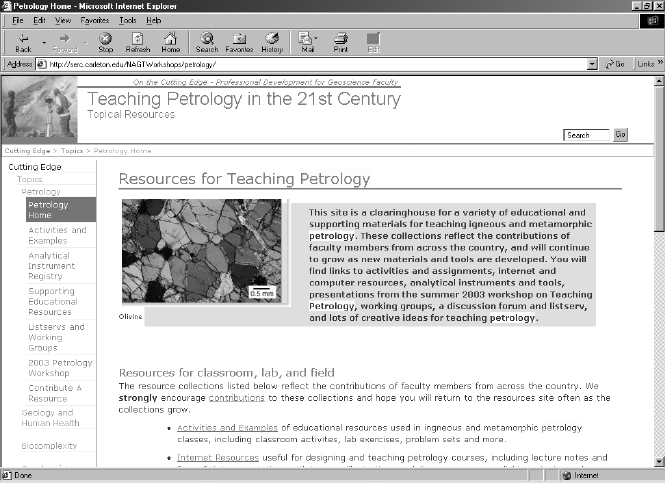 Petrology Home - Microsoft Internet Explorer
File Edit View Favorites Tools Help
Back Forward Stop Refresh Home Search Favorites History Mail Print Edit
Address http://serc.carleton.edu/NAGTWorkshops/petrology/ Go Links »
On the Cutting Edge - Professional Development for Geoscience Faculty
Teaching Petrology in the 21st Century
Topical Resources
Search Go
Cutting Edge > Topics > Petrology Home
Cutting Edge
Topics
Petrology
Petrology
Home
Activities and
Examples
Analytical
Instrument
Registry
Supporting
Educational
Resources
Listservs and
Working
Groups
2003 Petrology
Workshop
Contribute A
Resource
Geology and
Human Health
Biocomplexity
Resources for Teaching Petrology
0.5 mm
Olivine
This site is a clearinghouse for a variety of educational and
supporting materials for teaching igneous and metamorphic
petrology. These collections reflect the contributions of
faculty members from across the country, and will continue
to grow as new materials and tools are developed. You will
find links to activities and assignments, internet and
computer resources, analytical instruments and tools,
presentations from the summer 2003 workshop on Teaching
Petrology, working groups, a discussion forum and listserv,
and lots of creative ideas for teaching petrology.
Resources for classroom, lab, and field
The resource collections listed below reflect the contributions of faculty members from across the country. We
strongly encourage contributions to these collections and hope you will return to the resources site often as the
collections grow.
• Activities and Examples of educational resources used in ingneous and metamorphic petrology
classes, including classroom activites, lab exercises, problem sets and more.
• Internet Resources useful for designing and teaching petrology courses, including lecture notes and
Done Internet